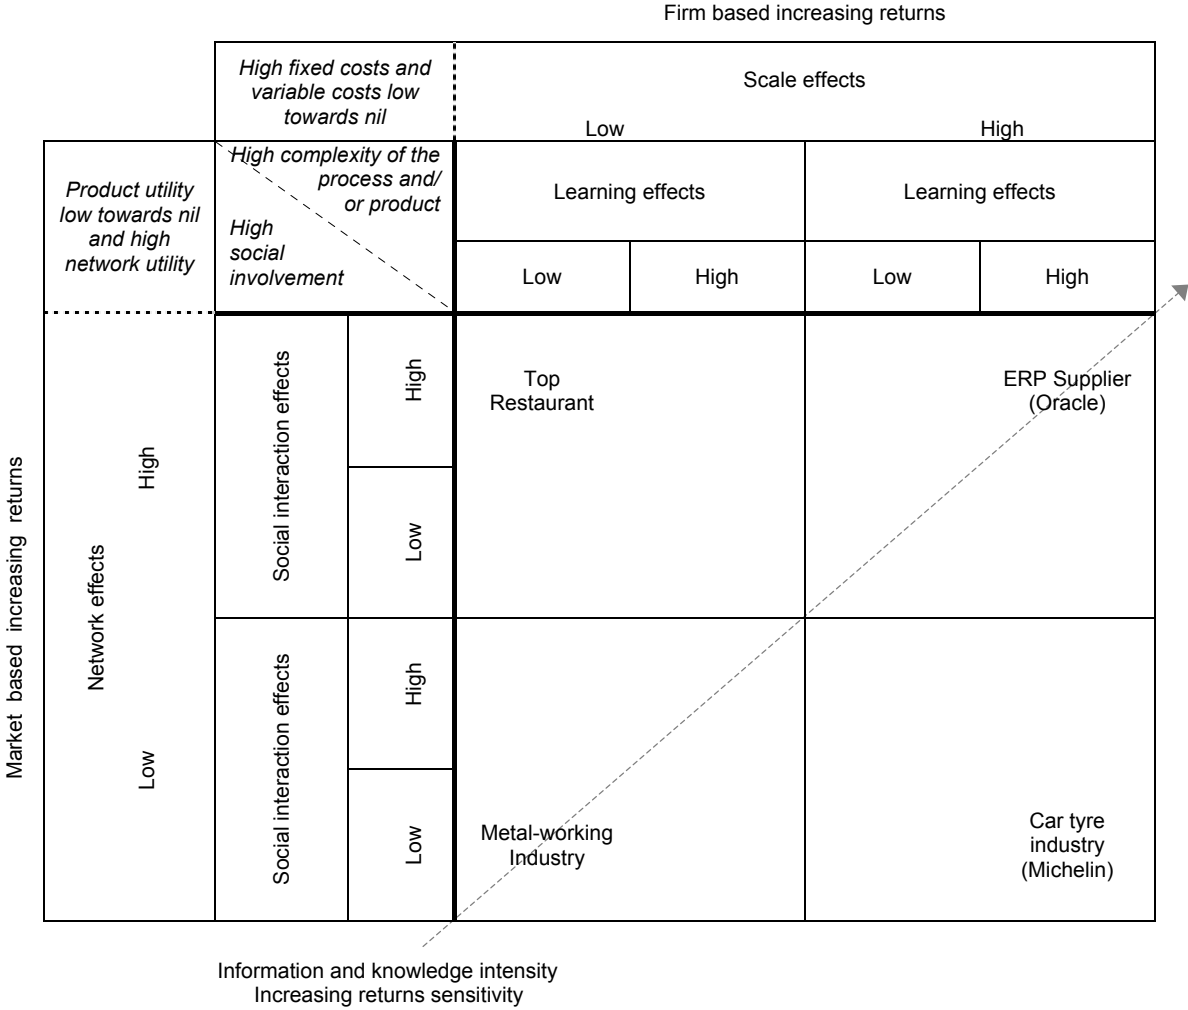 Firm based increasing returns
High fixed costs and
variable costs low
towards nil
Scale effects
Low
High
Product utility
low towards nil
and high
network utility
High complexity of the
process and/
or product
High
social
involvement
Learning effects
Learning effects
Low
High
Low
High
Market based increasing returns
Network effects
High
Low
Social interaction effects
High
Low
Social interaction effects
High
Low
Top
Restaurant
ERP Supplier
(Oracle)
Metal-working
Industry
Car tyre
industry
(Michelin)
Information and knowledge intensity
Increasing returns sensitivity